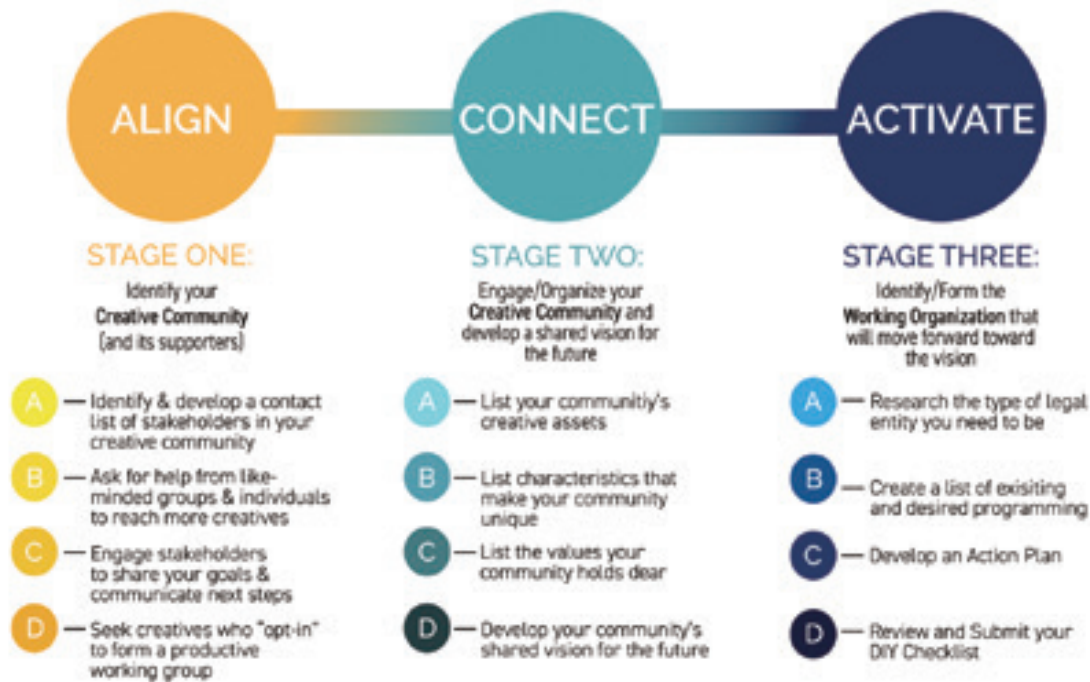 ALIGN
CONNECT
ACTIVATE
STAGE ONE:
Identify your
Creative Community
(and its supporters)
A
Identify & develop a contact
list of stakeholders in your
creative community
B
Ask for help from like-
minded groups & individuals
to reach more creatives
C
Engage stakeholders
to share your goals &
communicate next steps
D
Seek creatives who "opt-in"
to form a productive
working group
STAGE TWO:
Engage/Organize your
Creative Community and
develop a shared vision for
the future
A
List your communitiy's
creative assets
B
List characteristics that
make your community
unique
C
List the values your
community holds dear
D
Develop your community's
shared vision for the future
STAGE THREE:
Identify/Form the
Working Organization that
will move forward toward
the vision
A
Research the type of legal
entity you need to be
B
Create a list of exisiting
and desired programming
C
Develop an Action Plan
D
Review and Submit your
DIY Checklist